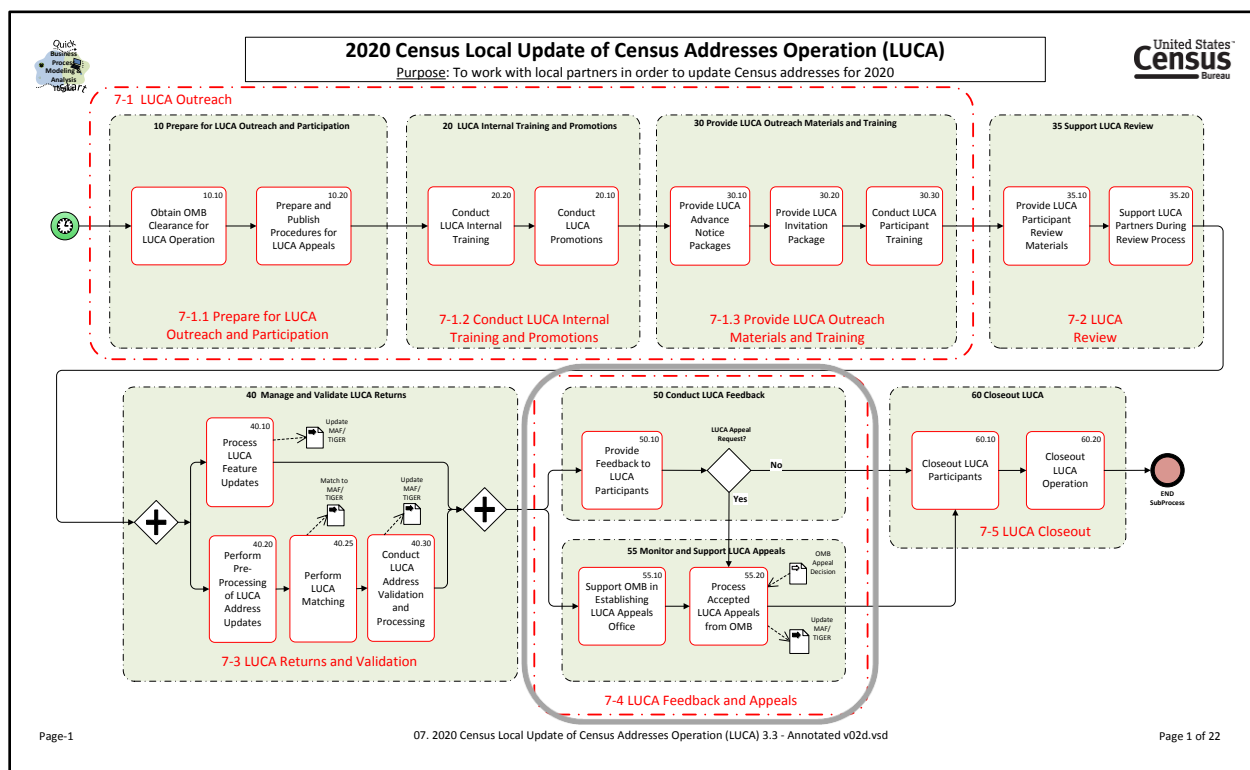 Quick
Business
Process
Modeling &
Analysis
Start
2020 Census Local Update of Census Addresses Operation (LUCA)
Purpose: To work with local partners in order to update Census addresses for 2020
United States™
Census
Bureau
7-1 LUCA Outreach
10 Prepare for LUCA Outreach and Participation
10.10
Obtain OMB
Clearance for
LUCA Operation
10.20
Prepare and
Publish
Procedures for
LUCA Appeals
7-1.1 Prepare for LUCA
Outreach and Participation
20 LUCA Internal Training and Promotions
20.20
Conduct
LUCA Internal
Training
20.10
Conduct
LUCA
Promotions
7-1.2 Conduct LUCA Internal
Training and Promotions
30 Provide LUCA Outreach Materials and Training
30.10
Provide LUCA
Advance
Notice
Packages
30.20
Provide LUCA
Invitation
Package
30.30
Conduct LUCA
Participant
Training
7-1.3 Provide LUCA Outreach
Materials and Training
35 Support LUCA Review
35.10
Provide LUCA
Participant
Review
Materials
35.20
Support LUCA
Partners During
Review Process
7-2 LUCA
Review
40 Manage and Validate LUCA Returns
40.10
Process
LUCA
Feature
Updates
Update
MAF/
TIGER
40.20
Perform
Pre-
Processing
of LUCA
Address
Updates
Match to
MAF/
TIGER
40.25
Perform
LUCA
Matching
Update
MAF/
TIGER
40.30
Conduct
LUCA
Address
Validation
and
Processing
7-3 LUCA Returns and Validation
50 Conduct LUCA Feedback
50.10
Provide
Feedback to
LUCA
Participants
LUCA Appeal
Request?
No
Yes
55 Monitor and Support LUCA Appeals
55.10
Support OMB in
Establishing
LUCA Appeals
Office
55.20
Process
Accepted
LUCA Appeals
from OMB
OMB
Appeal
Decision
Update
MAF/
TIGER
7-4 LUCA Feedback and Appeals
60 Closeout LUCA
60.10
Closeout LUCA
Participants
60.20
Closeout
LUCA
Operation
7-5 LUCA Closeout
END
SubProcess
Page-1
07. 2020 Census Local Update of Census Addresses Operation (LUCA) 3.3 - Annotated v02d.vsd
Page 1 of 22